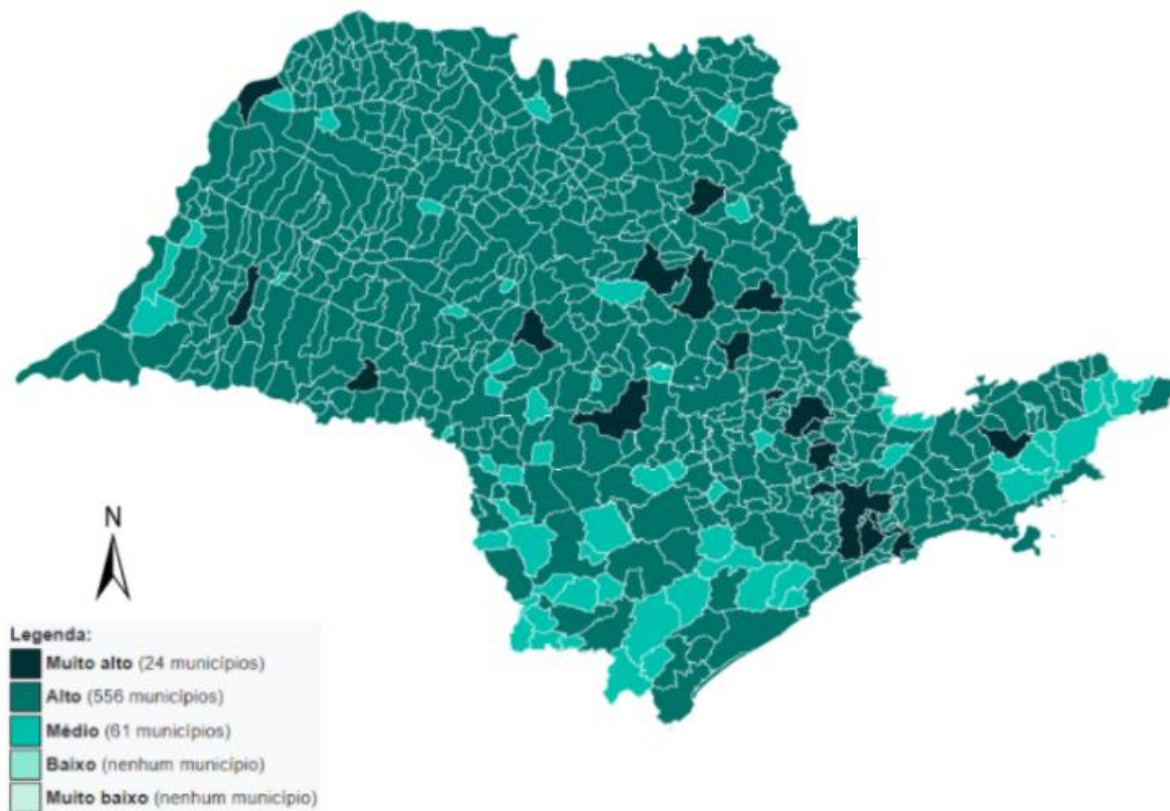 N
Legenda:
Muito alto (24 municípios)
Alto (556 municípios)
Médio (61 municípios)
Baixo (nenhum município)
Muito baixo (nenhum município)